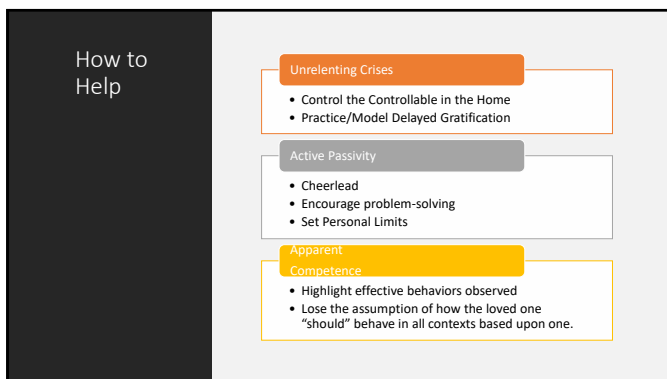 How to
Help
Unrelenting Crises
• Control the Controllable in the Home
• Practice/Model Delayed Gratification
Active Passivity
• Cheerlead
• Encourage problem-solving
• Set Personal Limits
Apparent
Competence
• Highlight effective behaviors observed
• Lose the assumption of how the loved one
“should” behave in all contexts based upon one.